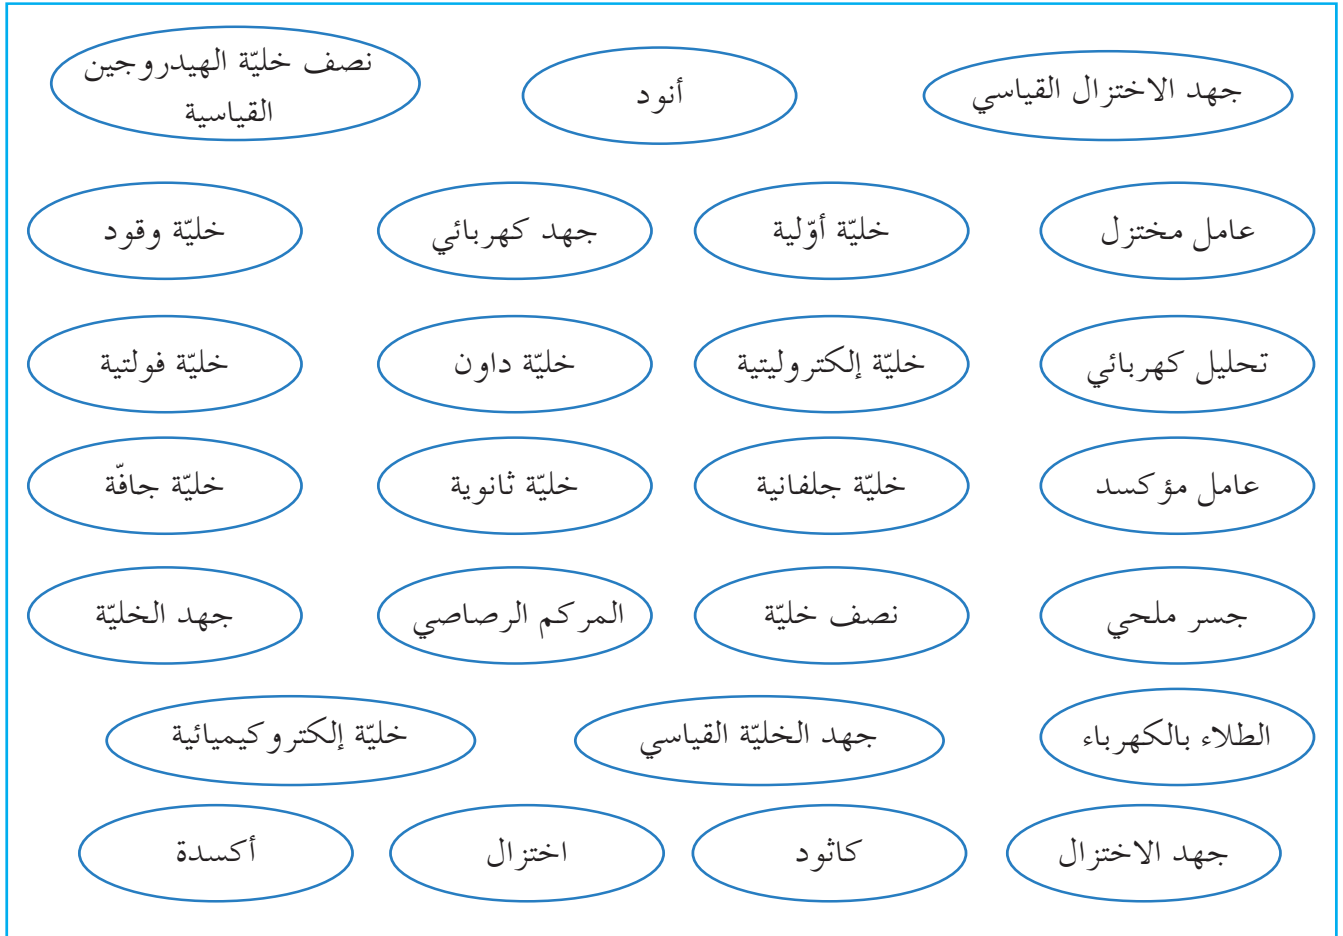 جهد الاختزال القياسي
أنود
نصف خليّة الهيدروجين
القياسية
عامل مختزل
خليّة أوّلية
جهد كهربائي
خليّة وقود
تحليل كهربائي
خليّة إلكتروليتية
خليّة داون
خليّة فولتية
عامل مؤكسد
خليّة جلفانية
خليّة ثانوية
خليّة جافّة
جسر ملحي
نصف خليّة
المركم الرصاصي
جهد الخليّة
الطلاء بالكهرباء
جهد الخليّة القياسي
خليّة إلكتروكيميائية
جهد الاختزال
كاثود
اختزال
أكسدة